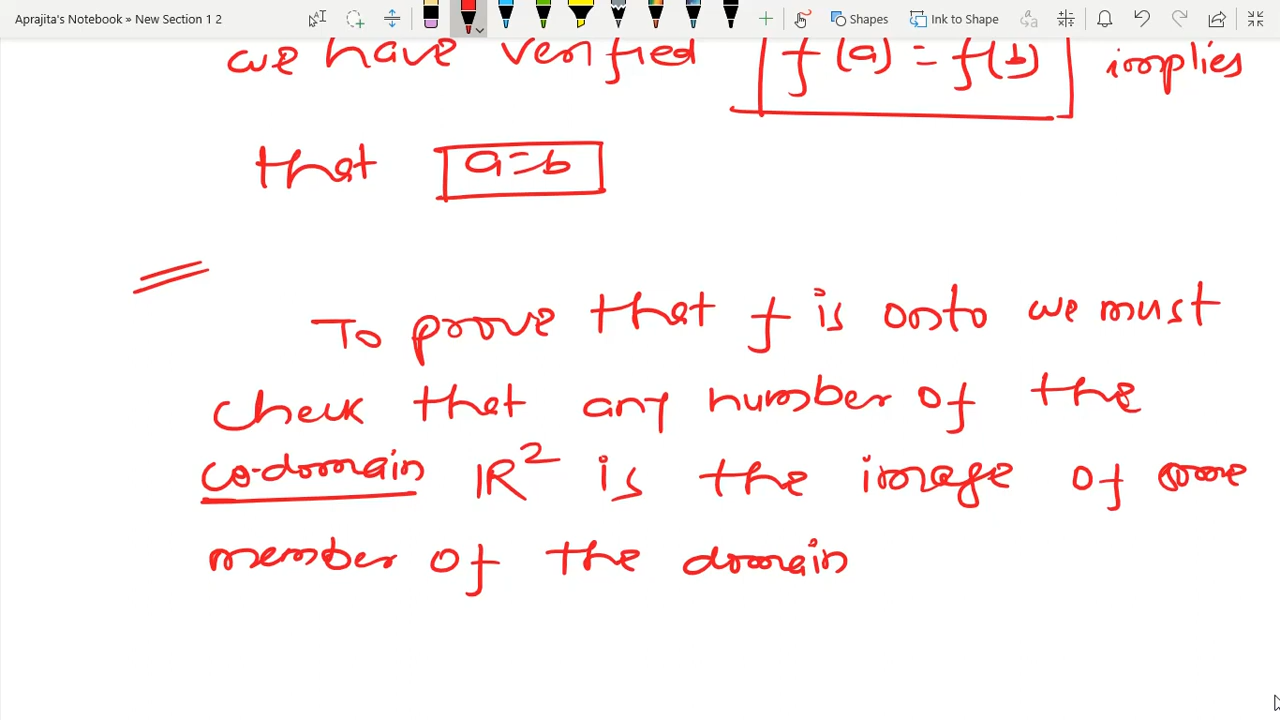 Aprajita's Notebook » New Section 1 2
Shapes
Ink to Shape
we have verified f(a) = f(b) implies
that a=b
To prove that f is onto we must
check that any number of the
co-domain IR² is the image of some
member of the domain